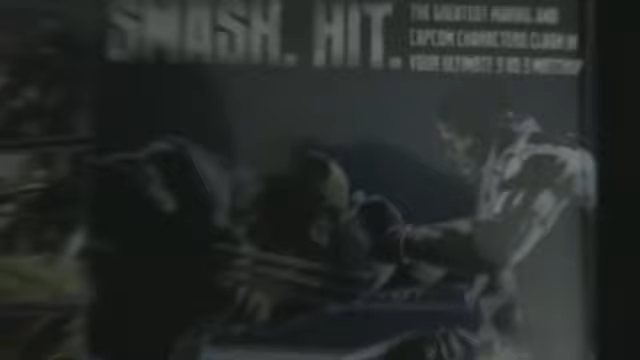 SMASH. HIT.
THE GREATEST MARVEL AND
CAPCOM CHARACTERS CLASH IN
YOUR ULTIMATE 3 VS 3 MATCHUP